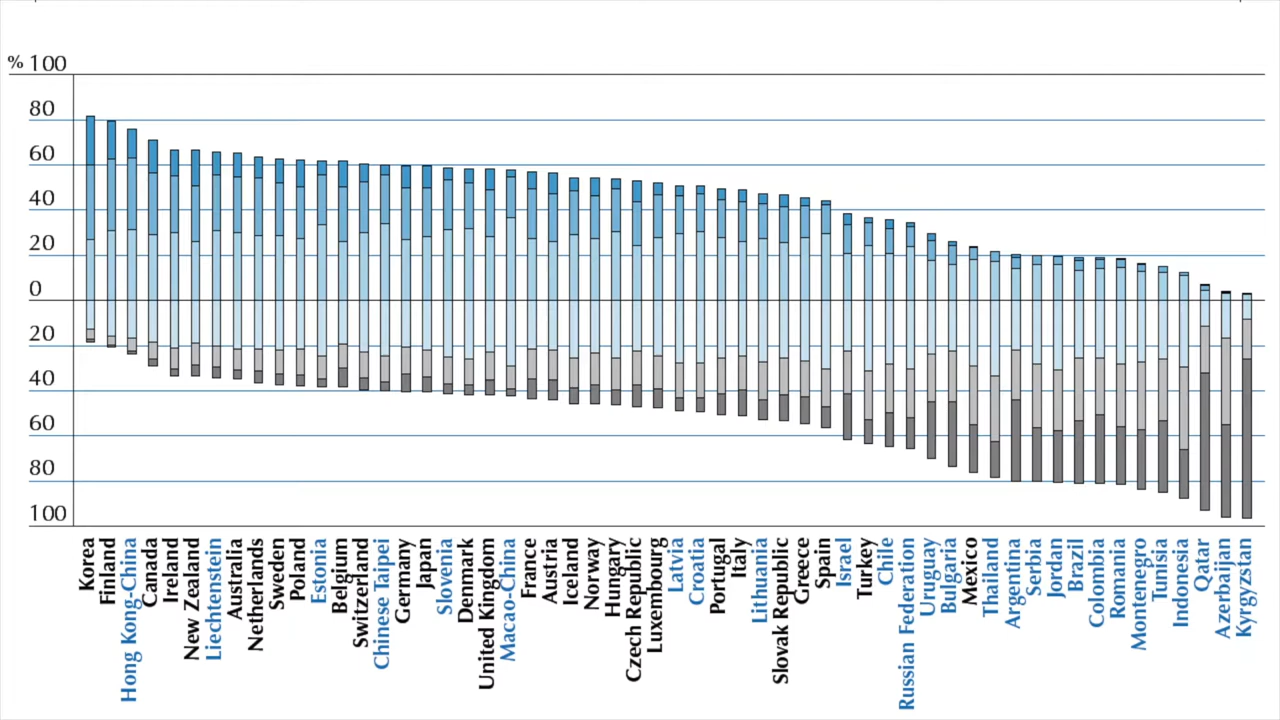 % 100
80
60
40
20
0
20
40
60
80
100
Korea
Finland
Hong Kong-China
Canada
Ireland
New Zealand
Liechtenstein
Australia
Netherlands
Sweden
Poland
Estonia
Belgium
Switzerland
Chinese Taipei
Germany
Japan
Slovenia
Denmark
United Kingdom
Macao-China
France
Austria
Iceland
Norway
Hungary
Czech Republic
Luxembourg
Latvia
Croatia
Portugal
Italy
Lithuania
Slovak Republic
Greece
Spain
Israel
Turkey
Chile
Russian Federation
Uruguay
Bulgaria
Mexico
Thailand
Argentina
Serbia
Jordan
Brazil
Colombia
Romania
Montenegro
Tunisia
Indonesia
Qatar
Azerbaijan
Kyrgyzstan